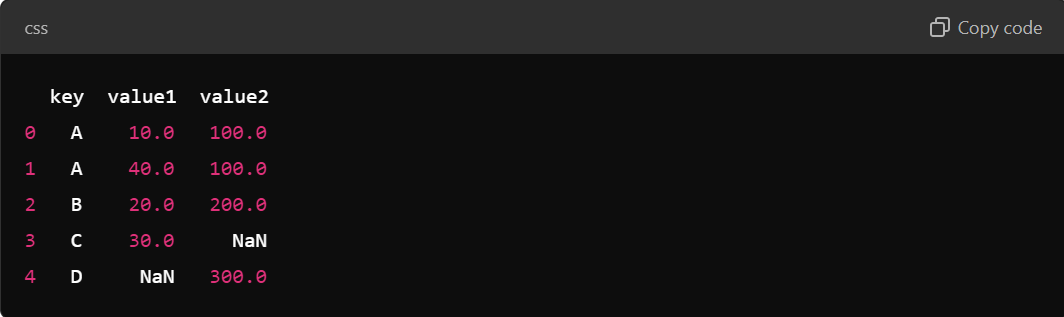 css
Copy code
key value1 value2
0 A 10.0 100.0
1 A 40.0 100.0
2 B 20.0 200.0
3 C 30.0 NaN
4 D NaN 300.0